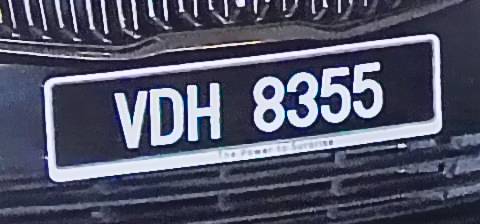 VDH 8355
The Power to Surprise